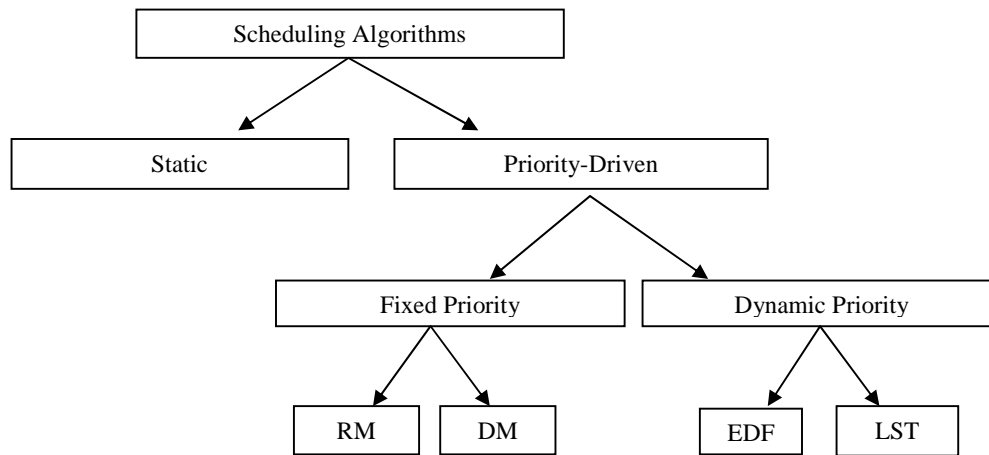 Scheduling Algorithms
Static
Priority-Driven
Fixed Priority
Dynamic Priority
RM
DM
EDF
LST